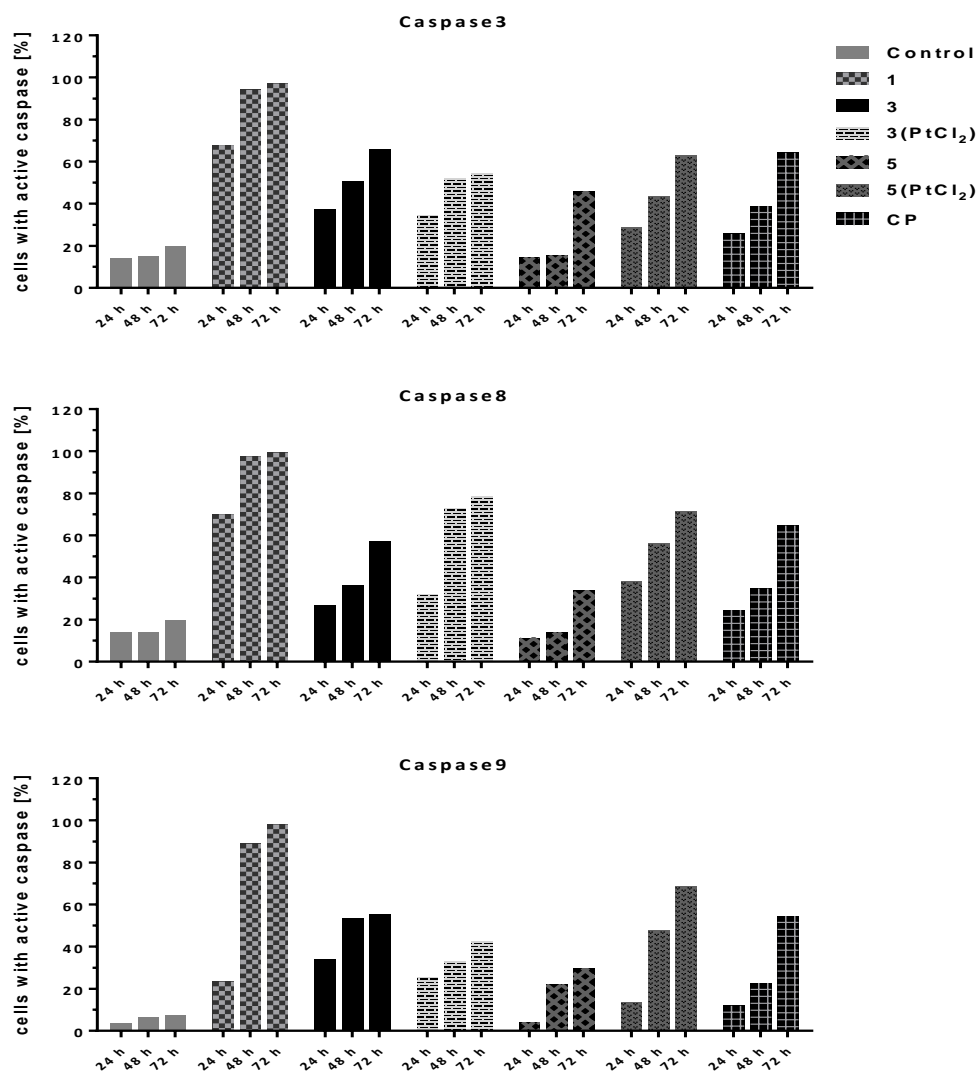 Caspase3
cells with active caspase [%]
120
100
80
60
40
20
0
24 h 48 h 72 h 24 h 48 h 72 h 24 h 48 h 72 h 24 h 48 h 72 h 24 h 48 h 72 h 24 h 48 h 72 h 24 h 48 h 72 h
Control
1
3
3(PtCl₂)
5
5(PtCl₂)
CP
Caspase8
cells with active caspase [%]
120
100
80
60
40
20
0
24 h 48 h 72 h 24 h 48 h 72 h 24 h 48 h 72 h 24 h 48 h 72 h 24 h 48 h 72 h 24 h 48 h 72 h 24 h 48 h 72 h
Caspase9
cells with active caspase [%]
120
100
80
60
40
20
0
24 h 48 h 72 h 24 h 48 h 72 h 24 h 48 h 72 h 24 h 48 h 72 h 24 h 48 h 72 h 24 h 48 h 72 h 24 h 48 h 72 h